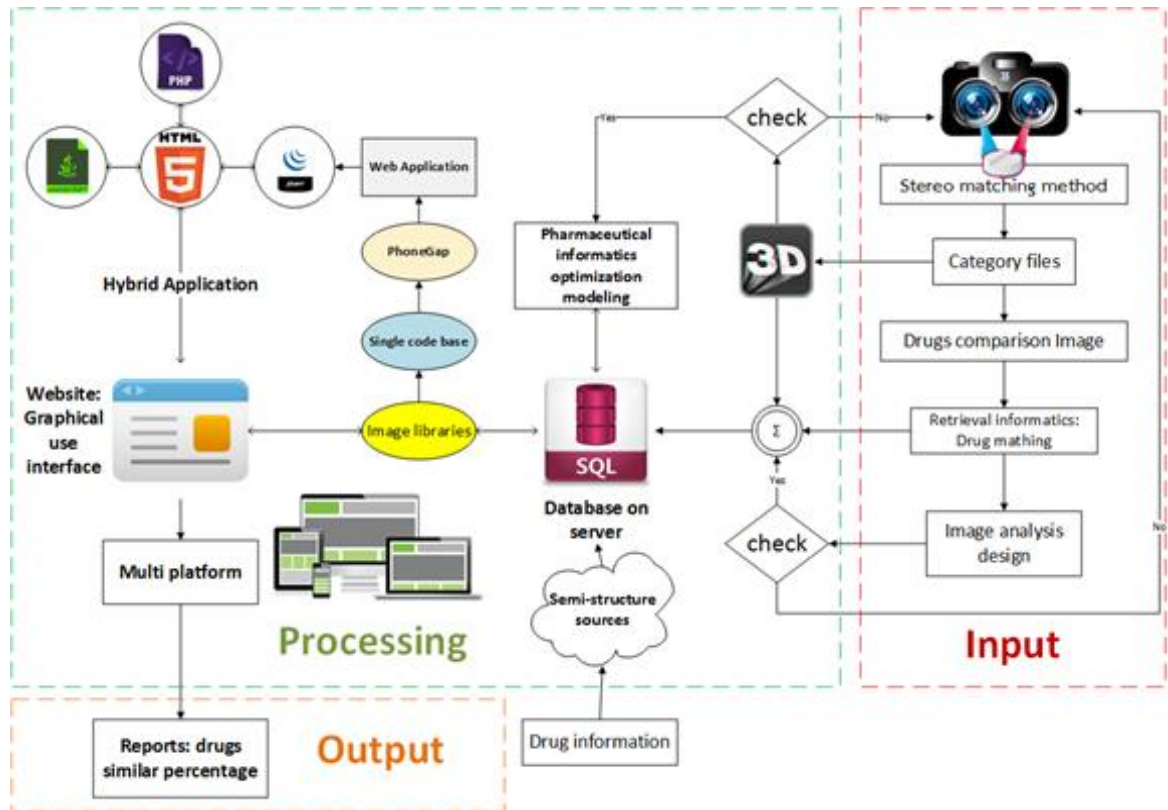 PHP
HTML
5
Web Application
PhoneGap
Single code base
Image libraries
Hybrid Application
Website:
Graphical
use
interface
Multi platform
Processing
Reports: drugs
similar percentage
Output
check
Yes
No
Pharmaceutical
informatics
optimization
modeling
3D
SQL
Database on
server
Semi-structure
sources
Drug information
Σ
Yes
check
No
Stereo matching method
Category files
Drugs comparison Image
Retrieval informatics:
Drug mathing
Image analysis
design
Input